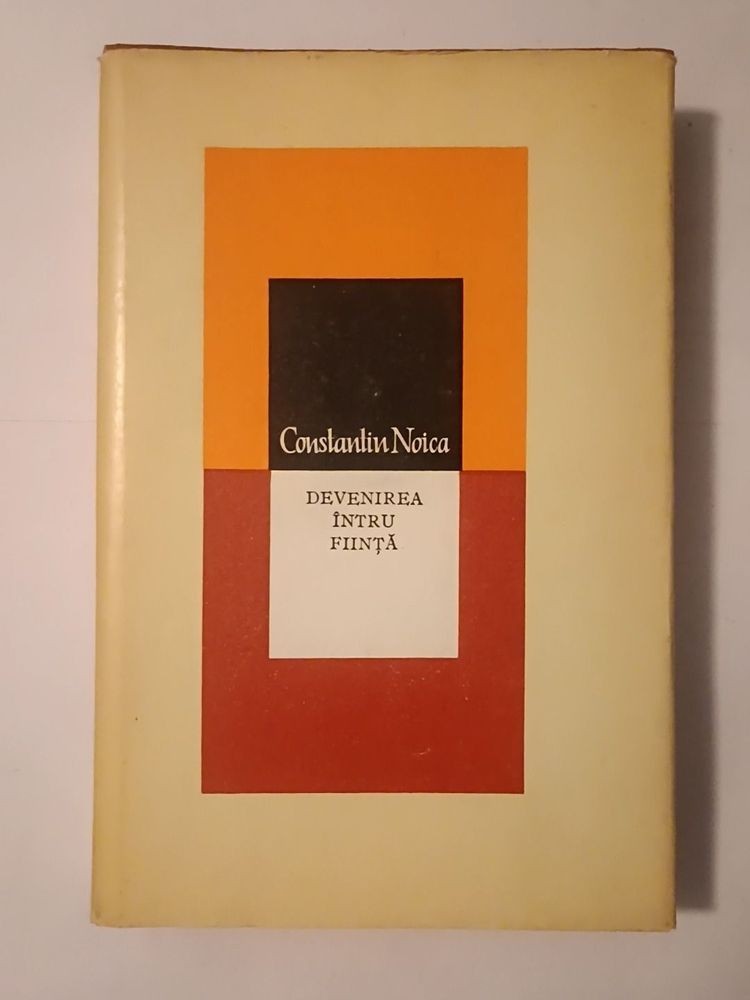 Constantin Noica
DEVENIREA
ÎNTRU
FIINȚĂ